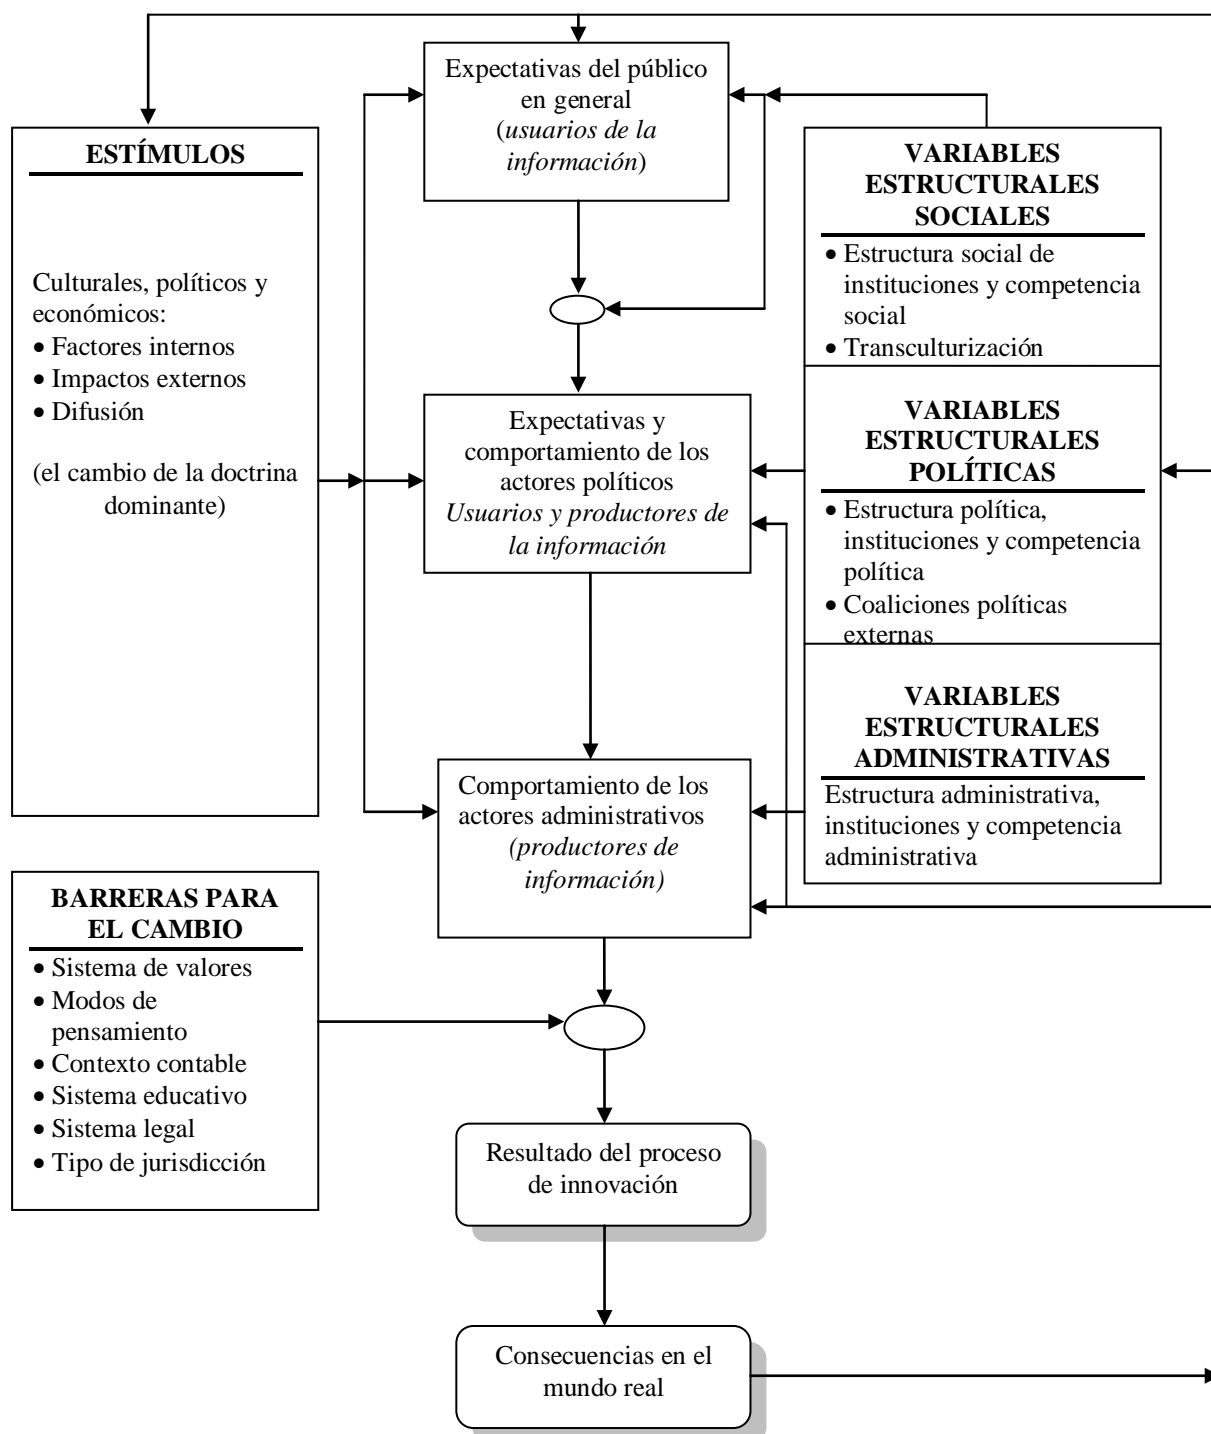 Expectativas del público
en general
(usuarios de la
información)
ESTÍMULOS
Culturales, políticos y
económicos:
• Factores internos
• Impactos externos
• Difusión
(el cambio de la doctrina
dominante)
VARIABLES
ESTRUCTURALES
SOCIALES
• Estructura social de
instituciones y competencia
social
• Transculturización
Expectativas y
comportamiento de los
actores políticos
Usuarios y productores de
la información
VARIABLES
ESTRUCTURALES
POLÍTICAS
• Estructura política,
instituciones y competencia
política
• Coaliciones políticas
externas
VARIABLES
ESTRUCTURALES
ADMINISTRATIVAS
Estructura administrativa,
instituciones y competencia
administrativa
Comportamiento de los
actores administrativos
(productores de
información)
BARRERAS PARA
EL CAMBIO
• Sistema de valores
• Modos de
pensamiento
• Contexto contable
• Sistema educativo
• Sistema legal
• Tipo de jurisdicción
Resultado del proceso
de innovación
Consecuencias en el
mundo real